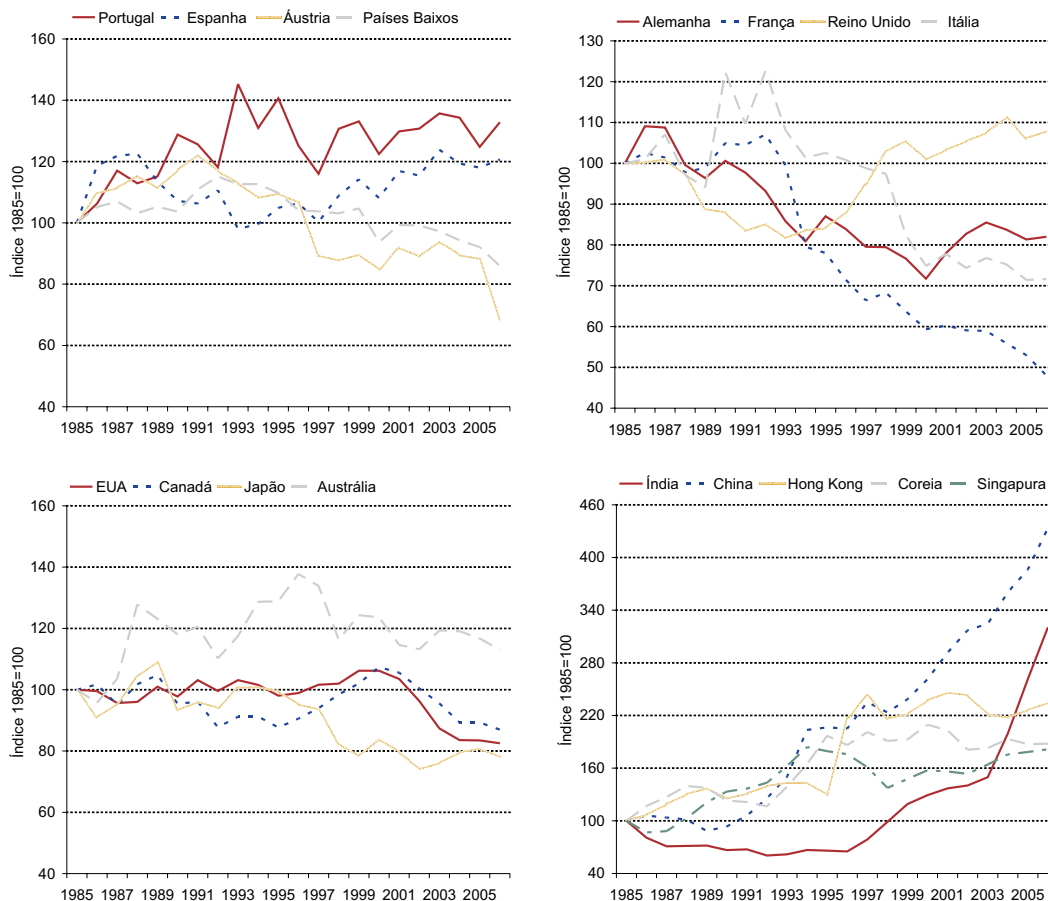 Portugal Espanha Áustria Países Baixos
160
140
120
100
80
60
40
Índice 1985=100
1985 1987 1989 1991 1993 1995 1997 1999 2001 2003 2005
Alemanha França Reino Unido Itália
130
120
110
100
90
80
70
60
50
40
Índice 1985=100
1985 1987 1989 1991 1993 1995 1997 1999 2001 2003 2005
EUA Canadá Japão Austrália
160
140
120
100
80
60
40
Índice 1985=100
1985 1987 1989 1991 1993 1995 1997 1999 2001 2003 2005
Índia China Hong Kong Coreia Singapura
460
400
340
280
220
160
100
40
Índice 1985=100
1985 1987 1989 1991 1993 1995 1997 1999 2001 2003 2005